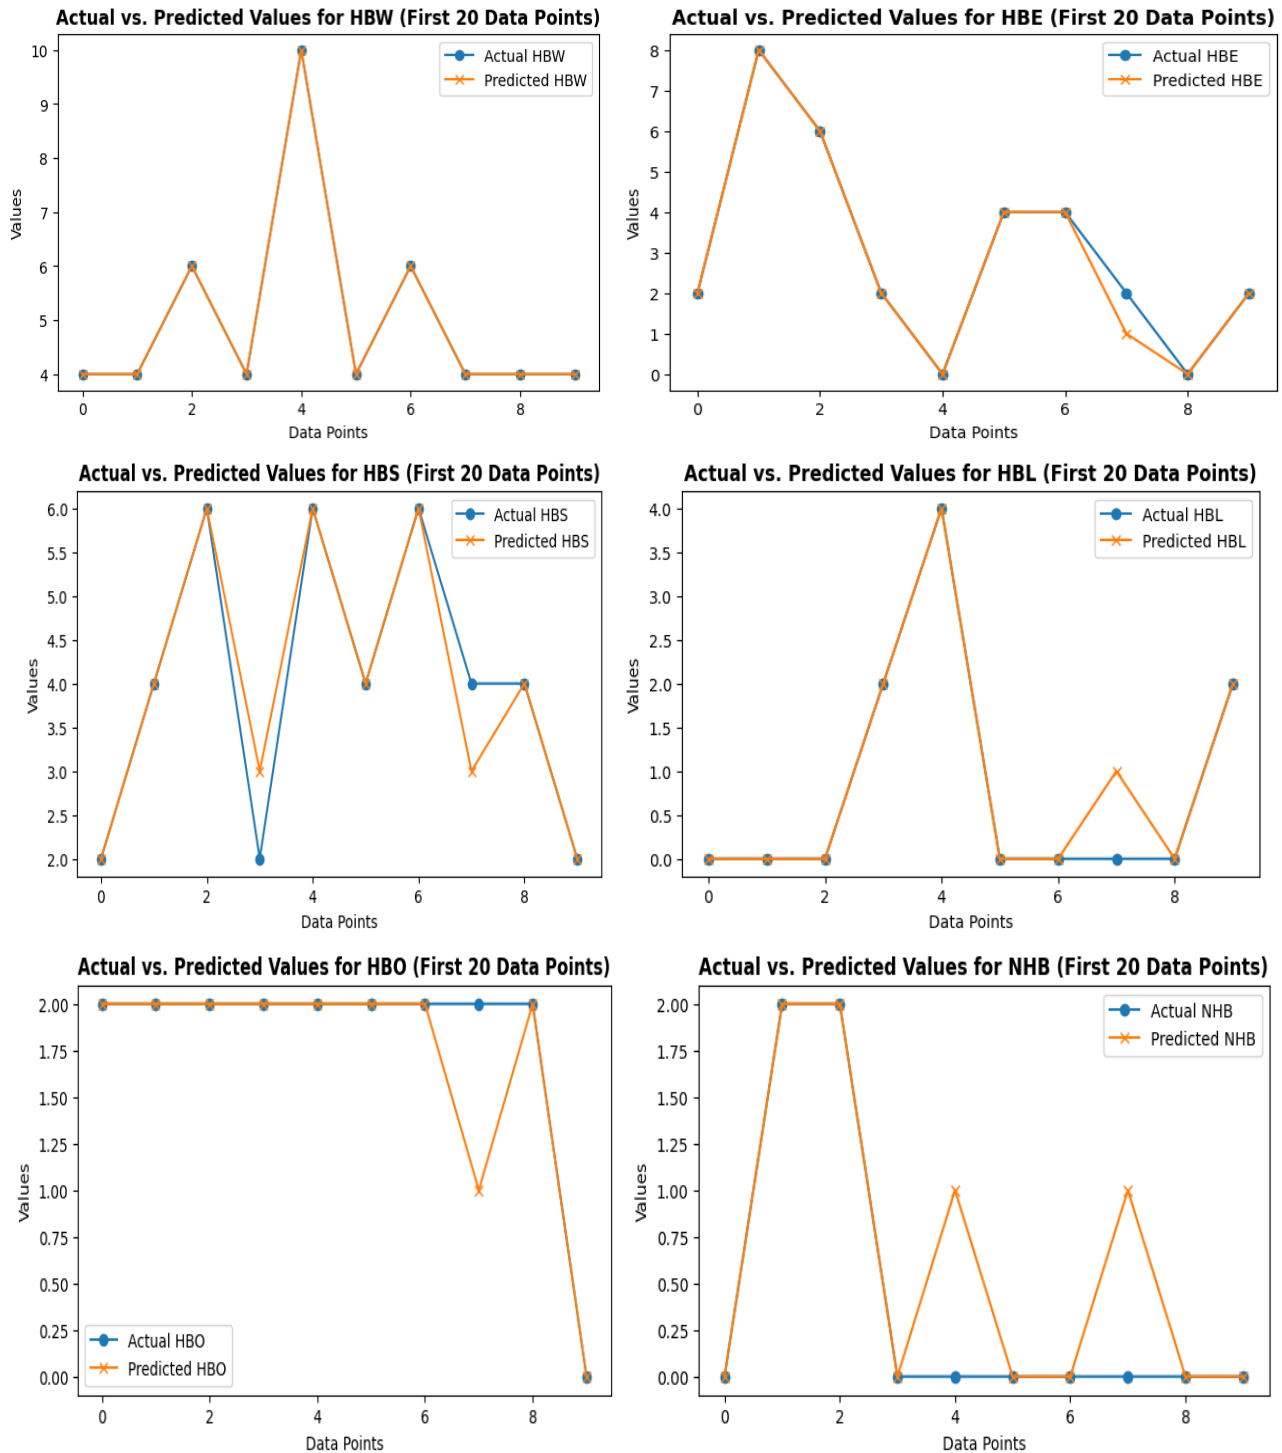 Actual vs. Predicted Values for HBW (First 20 Data Points)
10
9
8
7
6
5
4
Values
0 2 4 6 8
Data Points
Actual HBW
Predicted HBW
Actual vs. Predicted Values for HBE (First 20 Data Points)
8
7
6
5
4
3
2
1
0
Values
0 2 4 6 8
Data Points
Actual HBE
Predicted HBE
Actual vs. Predicted Values for HBS (First 20 Data Points)
6.0
5.5
5.0
4.5
4.0
3.5
3.0
2.5
2.0
Values
0 2 4 6 8
Data Points
Actual HBS
Predicted HBS
Actual vs. Predicted Values for HBL (First 20 Data Points)
4.0
3.5
3.0
2.5
2.0
1.5
1.0
0.5
0.0
Values
0 2 4 6 8
Data Points
Actual HBL
Predicted HBL
Actual vs. Predicted Values for HBO (First 20 Data Points)
2.00
1.75
1.50
1.25
1.00
0.75
0.50
0.25
0.00
Values
0 2 4 6 8
Data Points
Actual HBO
Predicted HBO
Actual vs. Predicted Values for NHB (First 20 Data Points)
2.00
1.75
1.50
1.25
1.00
0.75
0.50
0.25
0.00
Values
0 2 4 6 8
Data Points
Actual NHB
Predicted NHB